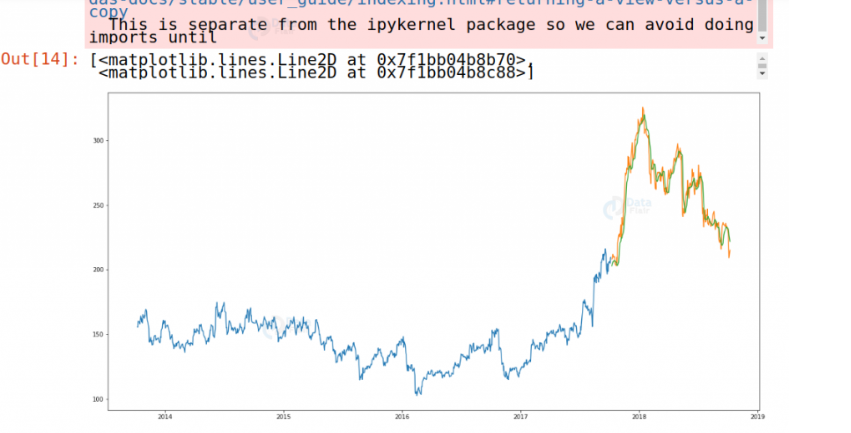 das-docs/stable/user_guide/indexing.html#returning-a-view-versus-a-
copy
This is separate from the ipykernel package so we can avoid doing
imports until
Out[14]: [<matplotlib.lines.Line2D at 0x7f1bb04b8b70>,
<matplotlib.lines.Line2D at 0x7f1bb04b8c88>]
300
250
200
150
100
Data
Flair
2014 2015 2016 2017 2018 2019